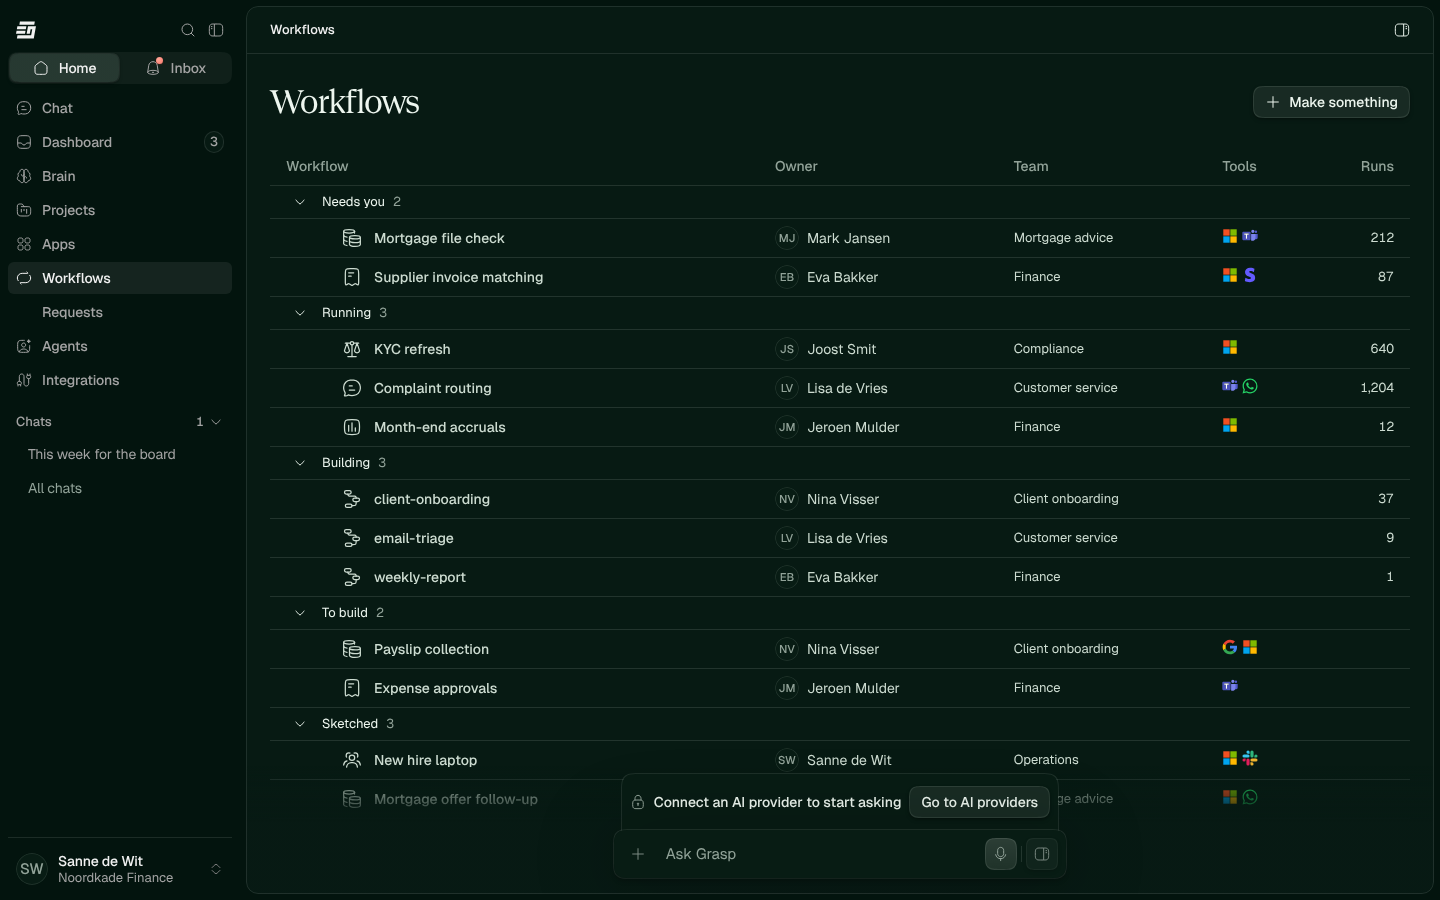 Workflows
Home
Inbox
Chat
Dashboard 3
Brain
Projects
Apps
Workflows
Requests
Agents
Integrations
Chats 1
This week for the board
All chats
SW
Sanne de Wit
Noordkade Finance
Workflows
Make something
Workflow Owner Team Tools Runs
Needs you 2
Mortgage file check MJ Mark Jansen Mortgage advice 212
Supplier invoice matching EB Eva Bakker Finance 87
Running 3
KYC refresh JS Joost Smit Compliance 640
Complaint routing LV Lisa de Vries Customer service 1,204
Month-end accruals JM Jeroen Mulder Finance 12
Building 3
client-onboarding NV Nina Visser Client onboarding 37
email-triage LV Lisa de Vries Customer service 9
weekly-report EB Eva Bakker Finance 1
To build 2
Payslip collection NV Nina Visser Client onboarding
Expense approvals JM Jeroen Mulder Finance
Sketched 3
New hire laptop SW Sanne de Wit Operations
Mortgage offer follow-up advice
Connect an AI provider to start asking Go to AI providers
Ask Grasp